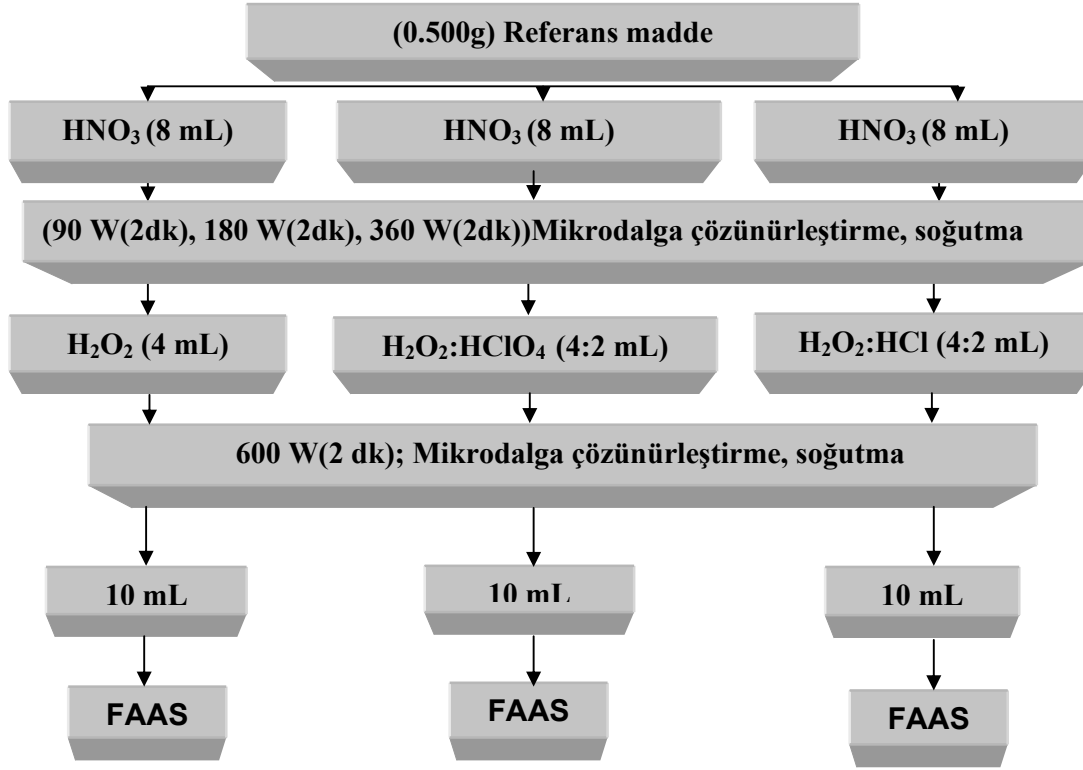 (0.500g) Referans madde
HNO₃ (8 mL)
HNO₃ (8 mL)
HNO₃ (8 mL)
(90 W(2dk), 180 W(2dk), 360 W(2dk))Mikrodalga çözünürleştirme, soğutma
H₂O₂ (4 mL)
H₂O₂:HClO₄ (4:2 mL)
H₂O₂:HCl (4:2 mL)
600 W(2 dk); Mikrodalga çözünürleştirme, soğutma
10 mL
10 mL
10 mL
FAAS
FAAS
FAAS